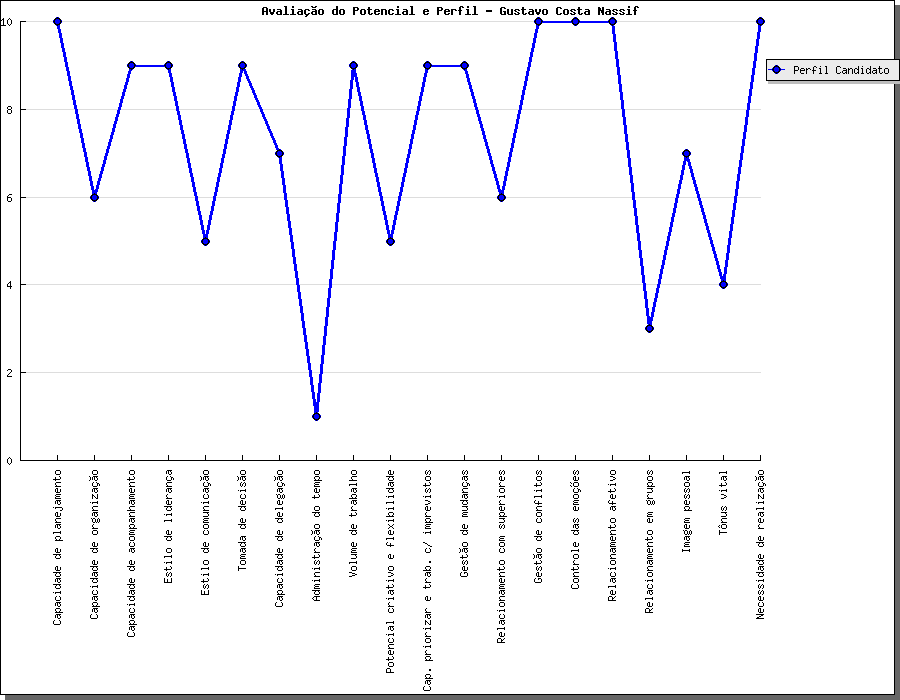 Avaliação do Potencial e Perfil - Gustavo Costa Nassif
10
8
6
4
2
0
Perfil Candidato
Capacidade de planejamento
Capacidade de organização
Capacidade de acompanhamento
Estilo de liderança
Estilo de comunicação
Tomada de decisão
Capacidade de delegação
Administração do tempo
Volume de trabalho
Potencial criativo e flexibilidade
Cap. priorizar e trab. c/ imprevistos
Gestão de mudanças
Relacionamento com superiores
Gestão de conflitos
Controle das emoções
Relacionamento afetivo
Relacionamento em grupos
Imagem pessoal
Tônus vital
Necessidade de realização